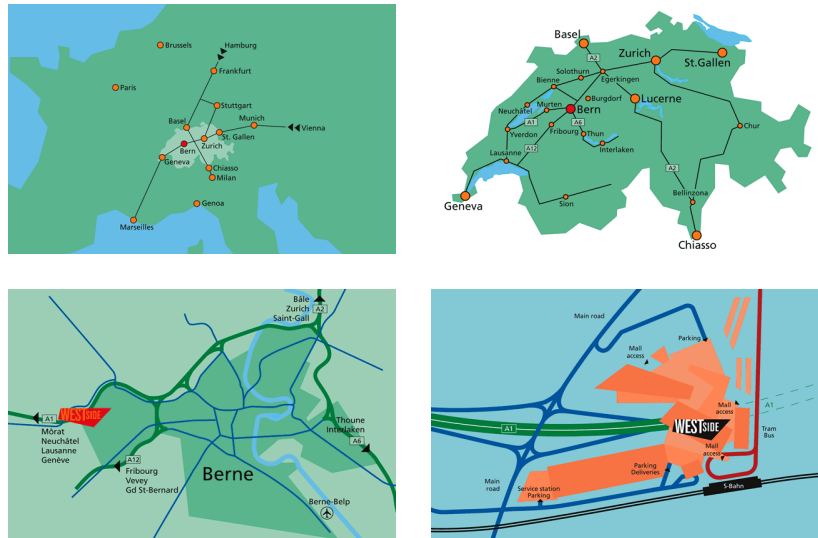 Brussels
Hamburg
Frankfurt
Paris
Stuttgart
Basel
Munich
Vienna
St. Gallen
Zurich
Bern
Geneva
Chiasso
Milan
Genoa
Marseilles
Basel
A2
Zurich
St.Gallen
Solothurn
Egerkingen
Bienne
Burgdorf
Lucerne
Neuchâtel
Murten
Bern
A1
A6
Yverdon
Fribourg
Thun
Chur
A12
Interlaken
Lausanne
A2
Bellinzona
Geneva
Sion
Chiasso
Bâle
Zurich
Saint-Gall
A2
A1
WESTSIDE
Môrat
Neuchâtel
Lausanne
Genève
Thoune
Interlaken
A6
A12
Fribourg
Vevey
Gd St-Bernard
Berne
Berne-Belp
Main road
Parking
Mall
access
Mall
access
A1
A1
WESTSIDE
Tram
Bus
Mall
access
Parking
Deliveries
Main
road
Service station
Parking
S-Bahn